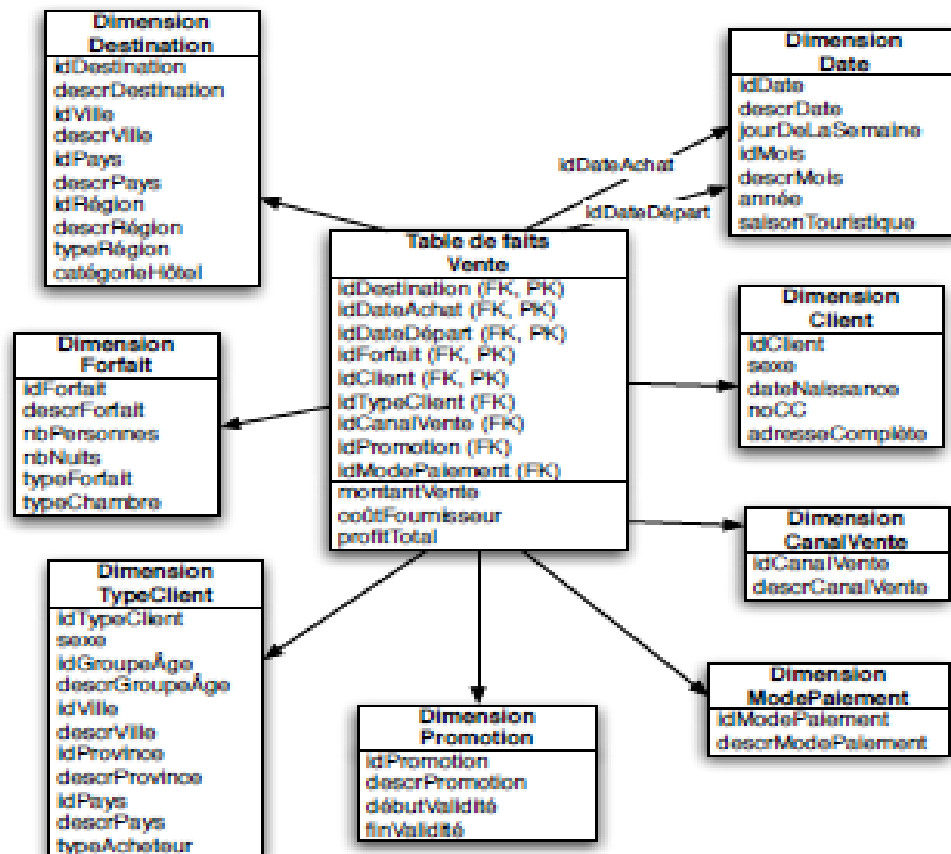 Dimension
Destination
idDestination
descrDestination
idVille
descrVille
idPays
descrPays
idRégion
descrRégion
typeRégion
catégorieHôtel
Dimension
Date
idDate
descrDate
jourDeLaSemaine
idMois
descrMois
année
saisonTouristique
idDateAchat
idDateDépart
Table de faits
Vente
idDestination (FK, PK)
idDateAchat (FK, PK)
idDateDépart (FK, PK)
idForfait (FK, PK)
idClient (FK, PK)
idTypeClient (FK)
idCanalVente (FK)
idPromotion (FK)
idModePaiement (FK)
montantVente
coûtFournisseur
profitTotal
Dimension
Client
idClient
sexe
dateNaissance
noCC
adresseComplète
Dimension
Forfait
idForfait
descrForfait
nbPersonnes
nbNuits
typeForfait
typeChambre
Dimension
CanalVente
idCanalVente
descrCanalVente
Dimension
TypeClient
idTypeClient
sexe
idGroupeÂge
descrGroupeÂge
idVille
descrVille
idProvince
descrProvince
idPays
descrPays
typeAcheteur
Dimension
Promotion
idPromotion
descrPromotion
débutValidité
finValidité
Dimension
ModePaiement
idModePaiement
descrModePaiement